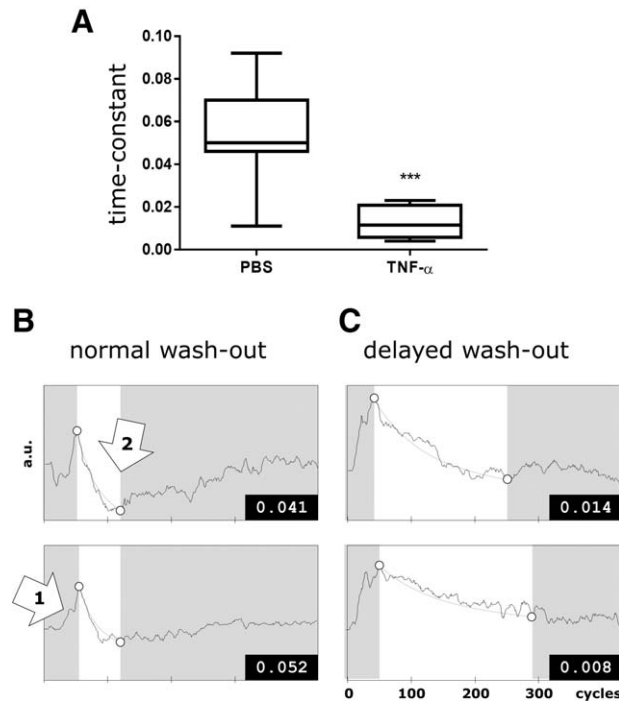 A
time-constant
0.10
0.08
0.06
0.04
0.02
0.00
***
PBS TNF-α
B C
normal wash-out delayed wash-out
a.u.
2
0.041
0.014
1
0.052
0.008
0 100 200 300 cycles